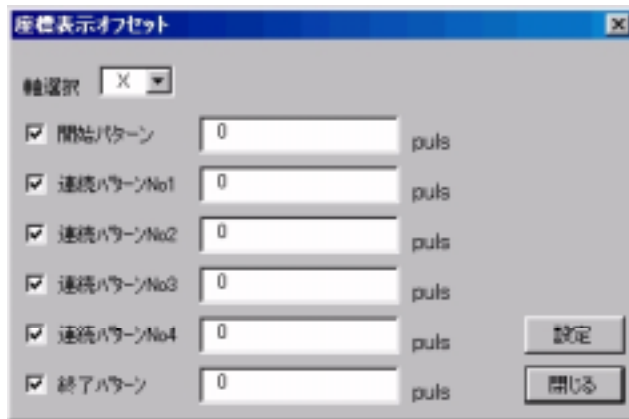 座標表示オフセット
軸選択 X
開始パターン 0 puls
連続パターンNo1 0 puls
連続パターンNo2 0 puls
連続パターンNo3 0 puls
連続パターンNo4 0 puls
設定
終了パターン 0 puls
閉じる